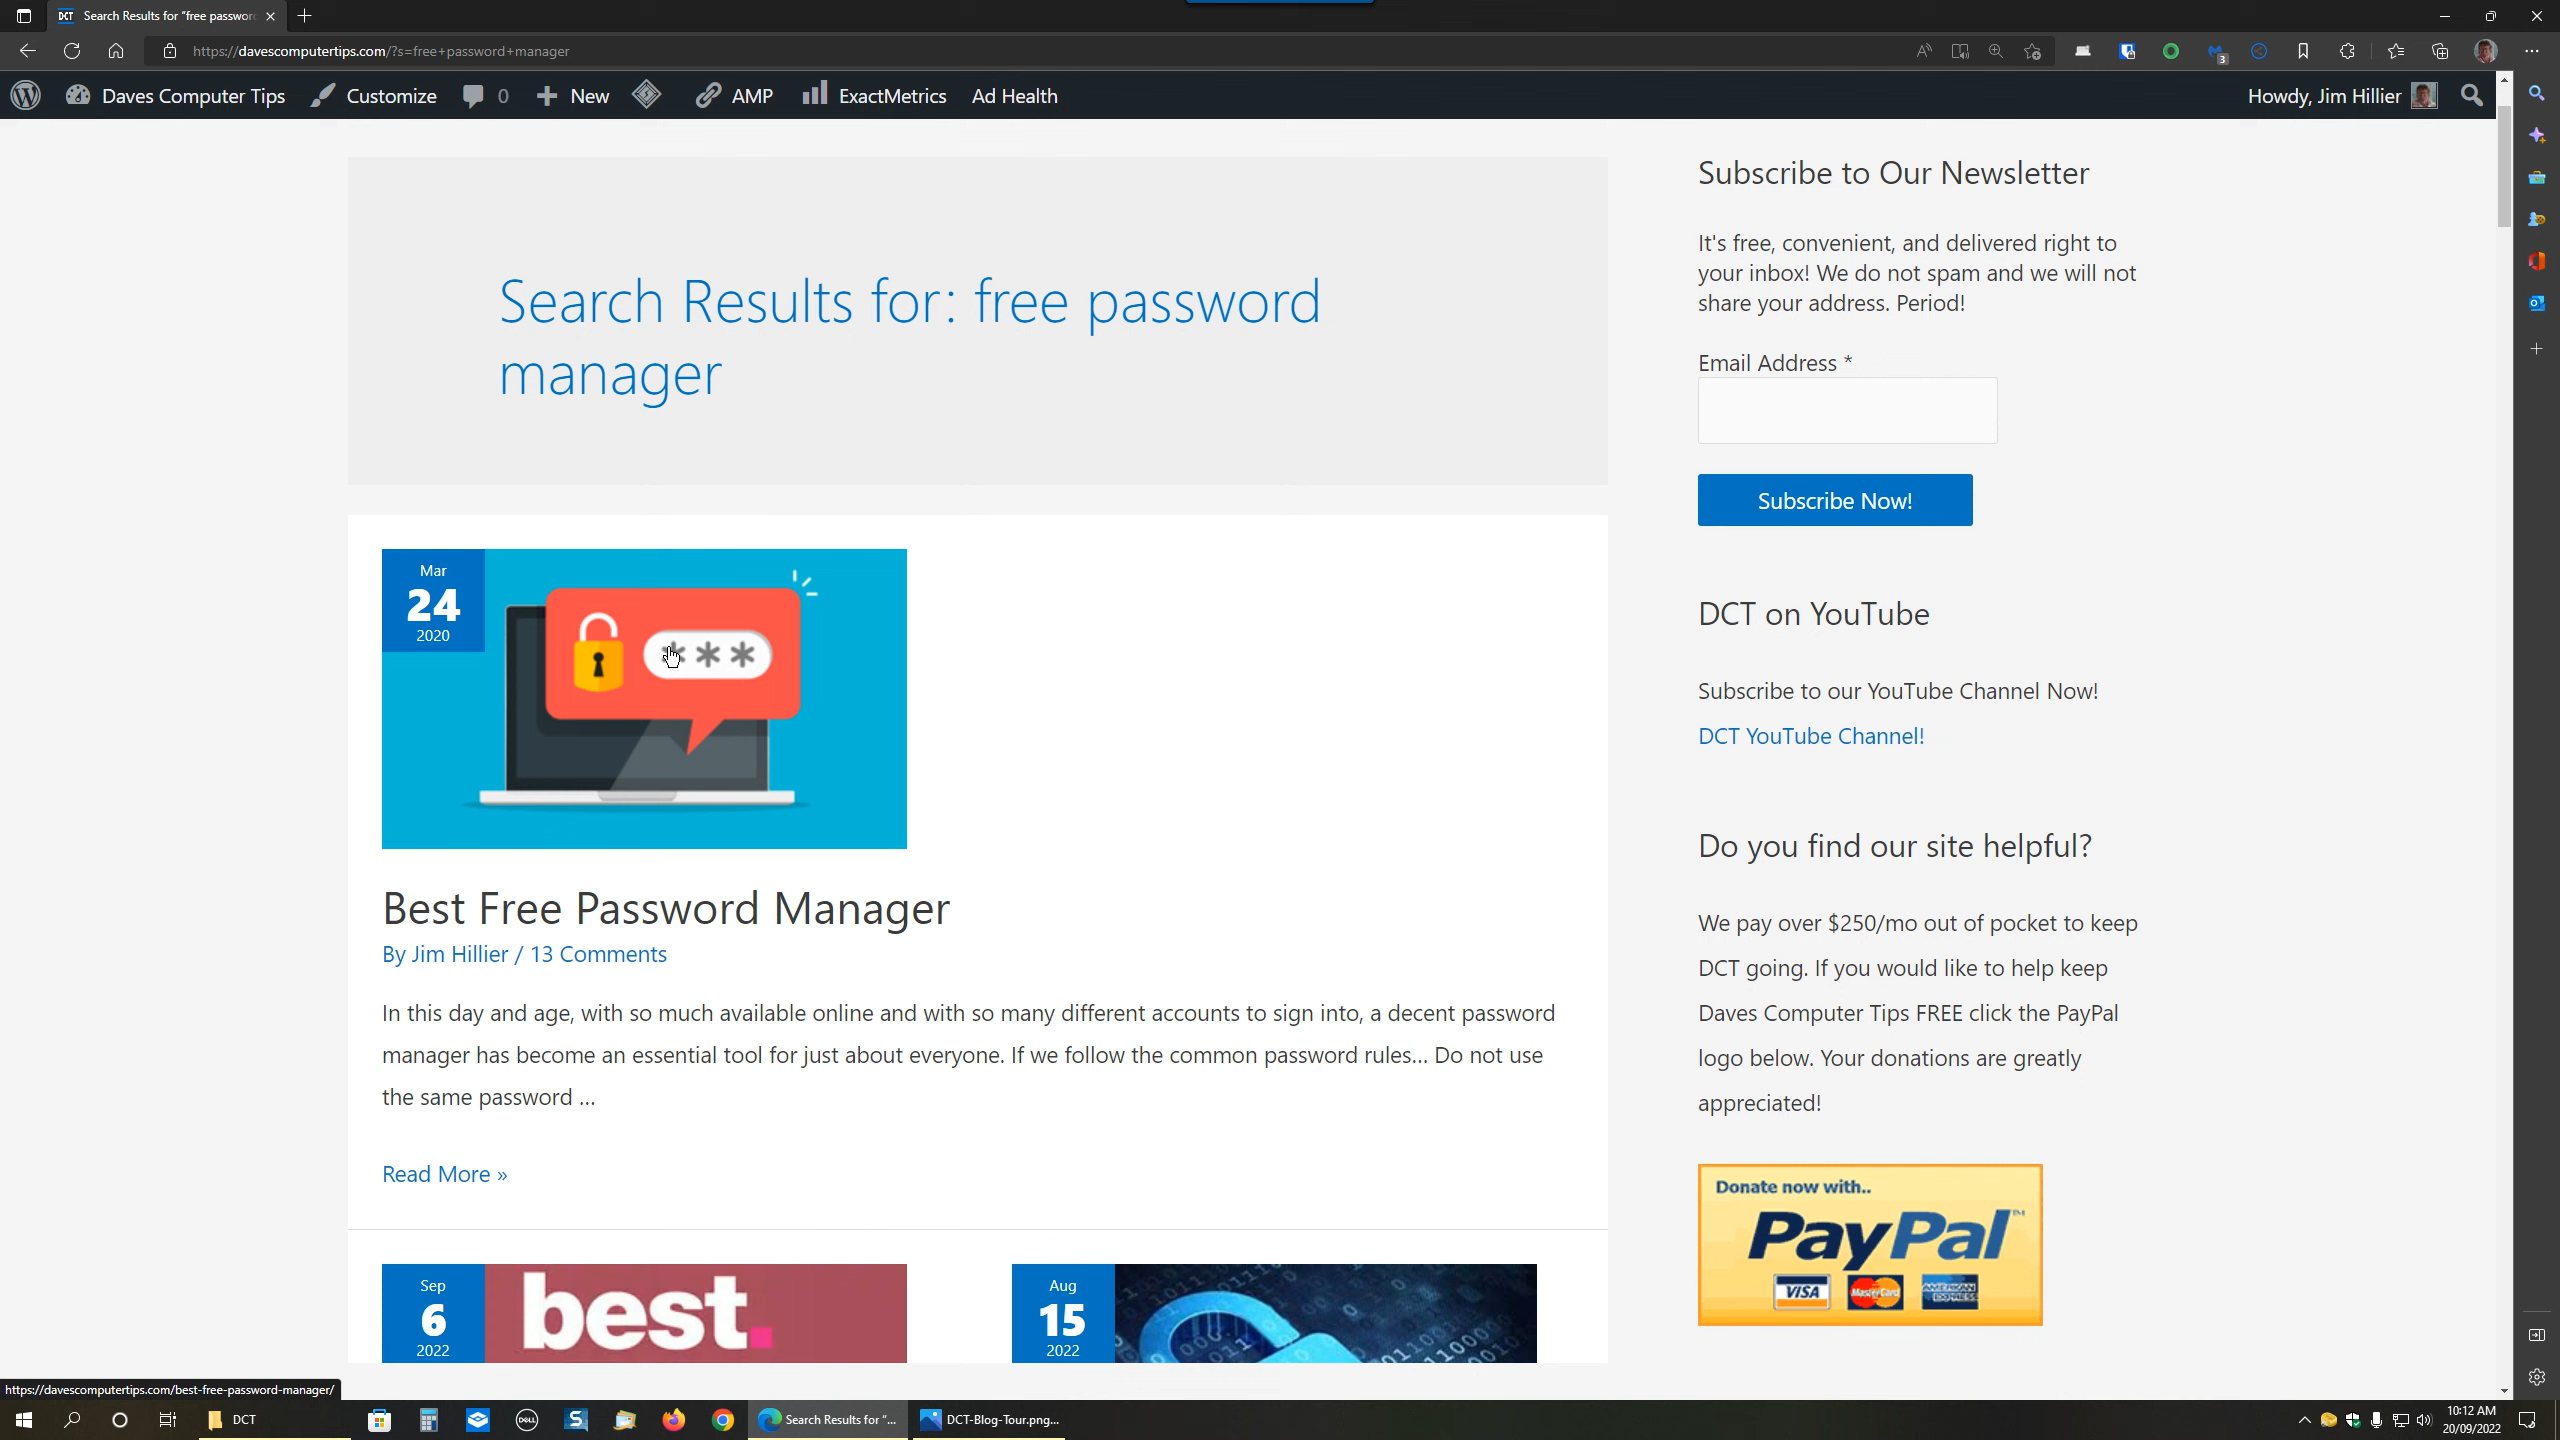 DCT Search Results for "free passwor
https://davescomputertips.com/?s=free+password+manager
3
Daves Computer Tips Customize 0 New AMP ExactMetrics Ad Health Howdy, Jim Hillier
Search Results for: free password
manager
Mar
24
2020
***
Best Free Password Manager
By Jim Hillier / 13 Comments
In this day and age, with so much available online and with so many different accounts to sign into, a decent password
manager has become an essential tool for just about everyone. If we follow the common password rules... Do not use
the same password ...
Read More »
Sep
6
2022
best.
Aug
15
2022
Subscribe to Our Newsletter
It's free, convenient, and delivered right to
your inbox! We do not spam and we will not
share your address. Period!
Email Address *
Subscribe Now!
DCT on YouTube
Subscribe to our YouTube Channel Now!
DCT YouTube Channel!
Do you find our site helpful?
We pay over $250/mo out of pocket to keep
DCT going. If you would like to help keep
Daves Computer Tips FREE click the PayPal
logo below. Your donations are greatly
appreciated!
Donate now with..
PayPal™
VISA MasterCard AMERICAN EXPRESS
https://davescomputertips.com/best-free-password-manager/
DCT
DELL
Search Results for "...
DCT-Blog-Tour.png...
10:12 AM
20/09/2022